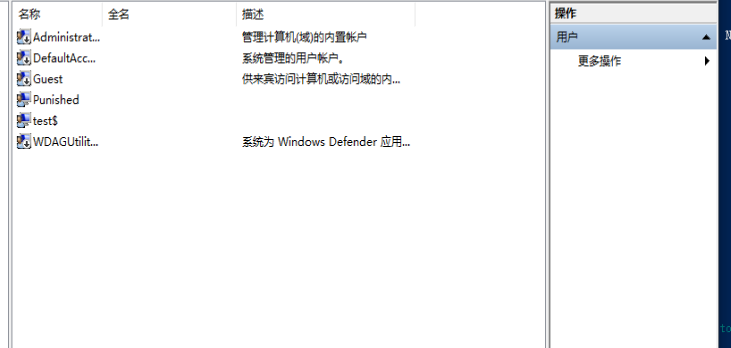 名称 全名 描述
Administrat... 管理计算机(域)的内置帐户
DefaultAcc... 系统管理的用户帐户。
Guest 供来宾访问计算机或访问域的内...
Punished
test$
WDAGUtilit... 系统为 Windows Defender 应用...
操作
用户
更多操作
N
to